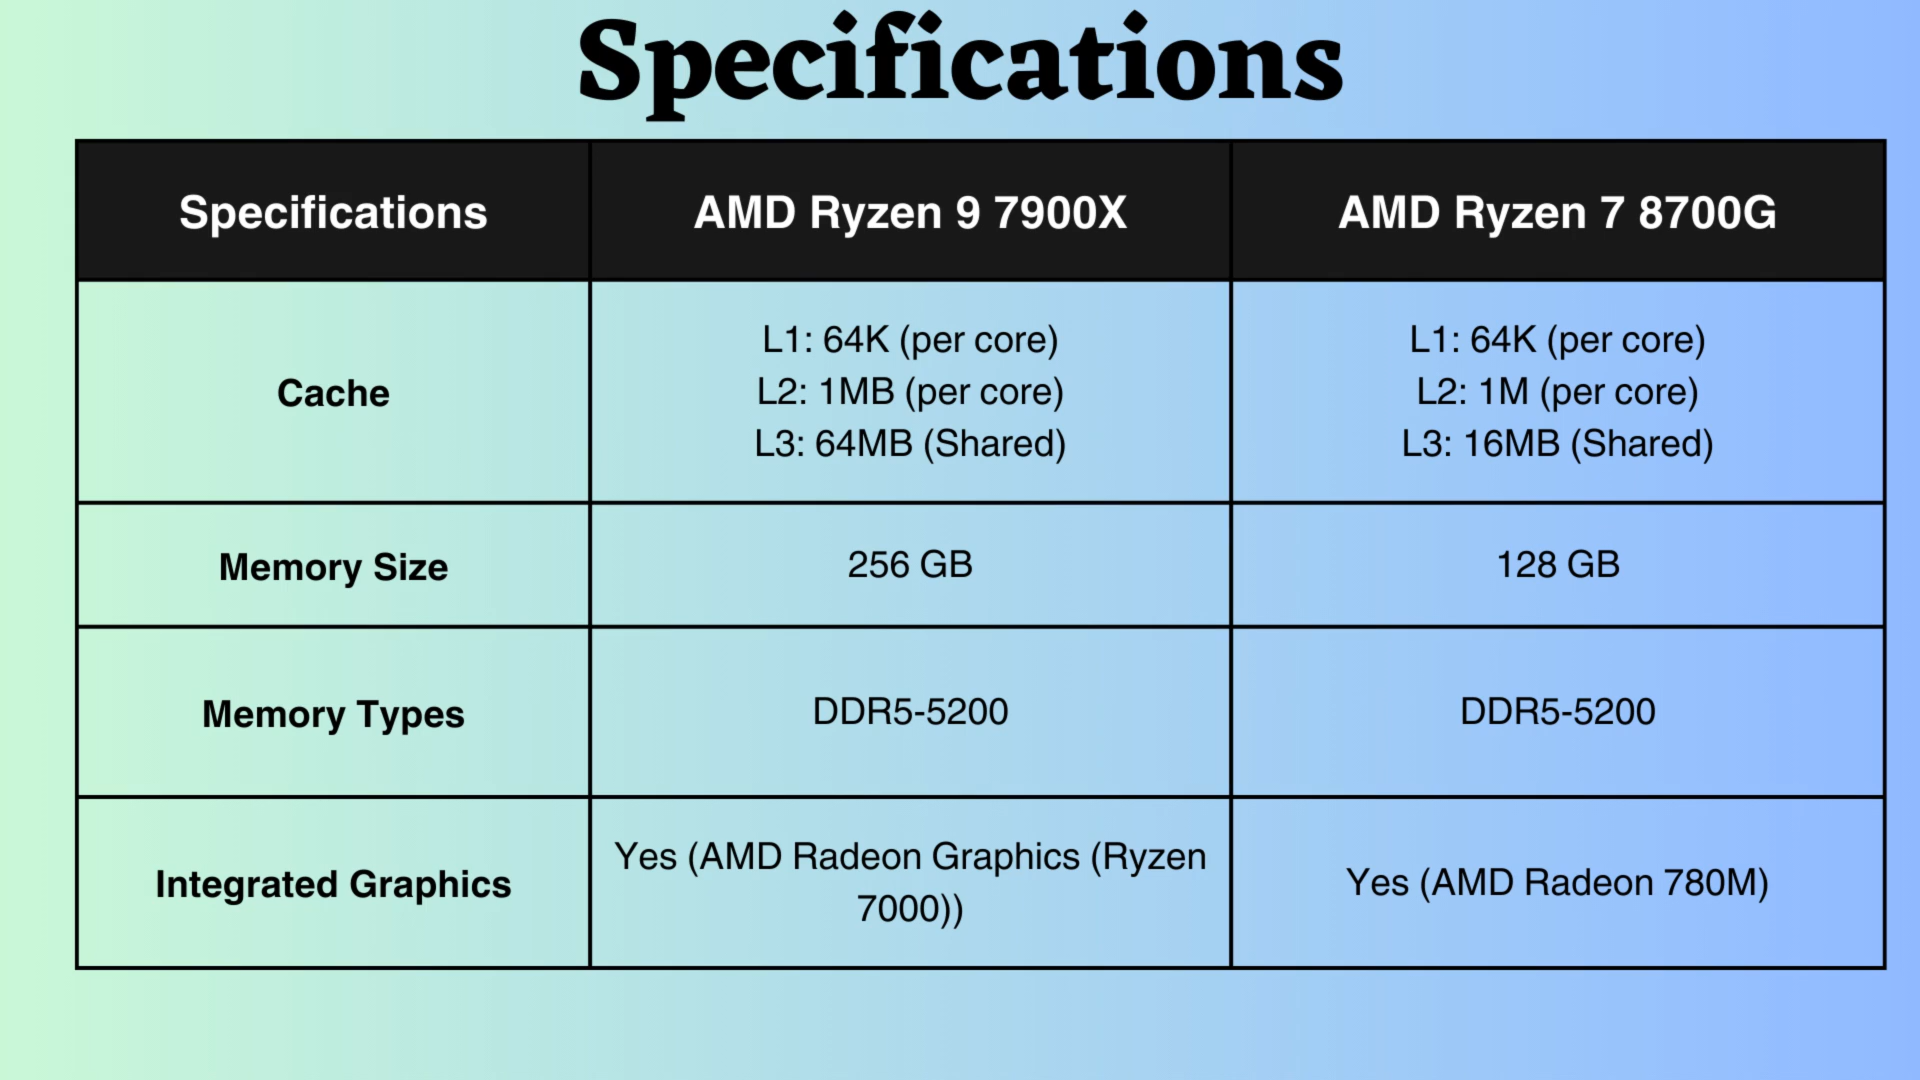 Specifications
Specifications AMD Ryzen 9 7900X AMD Ryzen 7 8700G
Cache
L1: 64K (per core)
L2: 1MB (per core)
L3: 64MB (Shared)
L1: 64K (per core)
L2: 1M (per core)
L3: 16MB (Shared)
Memory Size 256 GB 128 GB
Memory Types DDR5-5200 DDR5-5200
Integrated Graphics
Yes (AMD Radeon Graphics (Ryzen
7000))
Yes (AMD Radeon 780M)